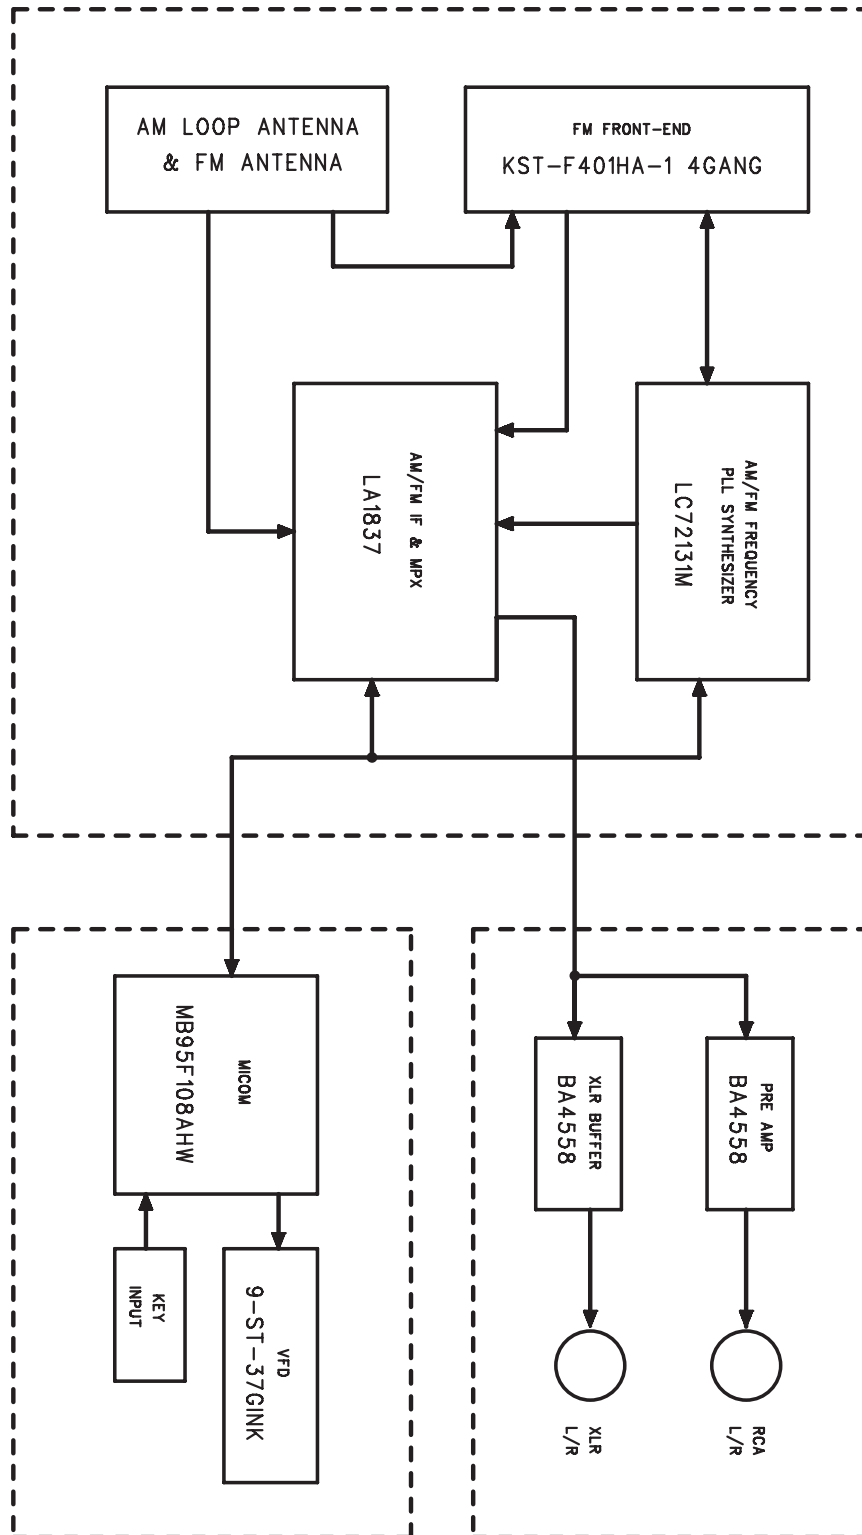 AM LOOP ANTENNA
& FM ANTENNA
FM FRONT-END
KST-F401HA-1 4GANG
AM/FM IF & MPX
LA1837
AM/FM FREQUENCY
PLL SYNTHESIZER
LC72131M
MICOM
MB95F108AHW
KEY
INPUT
VFD
9-ST-37GINK
XLR BUFFER
BA4558
PRE AMP
BA4558
XLR
L/R
RCA
L/R